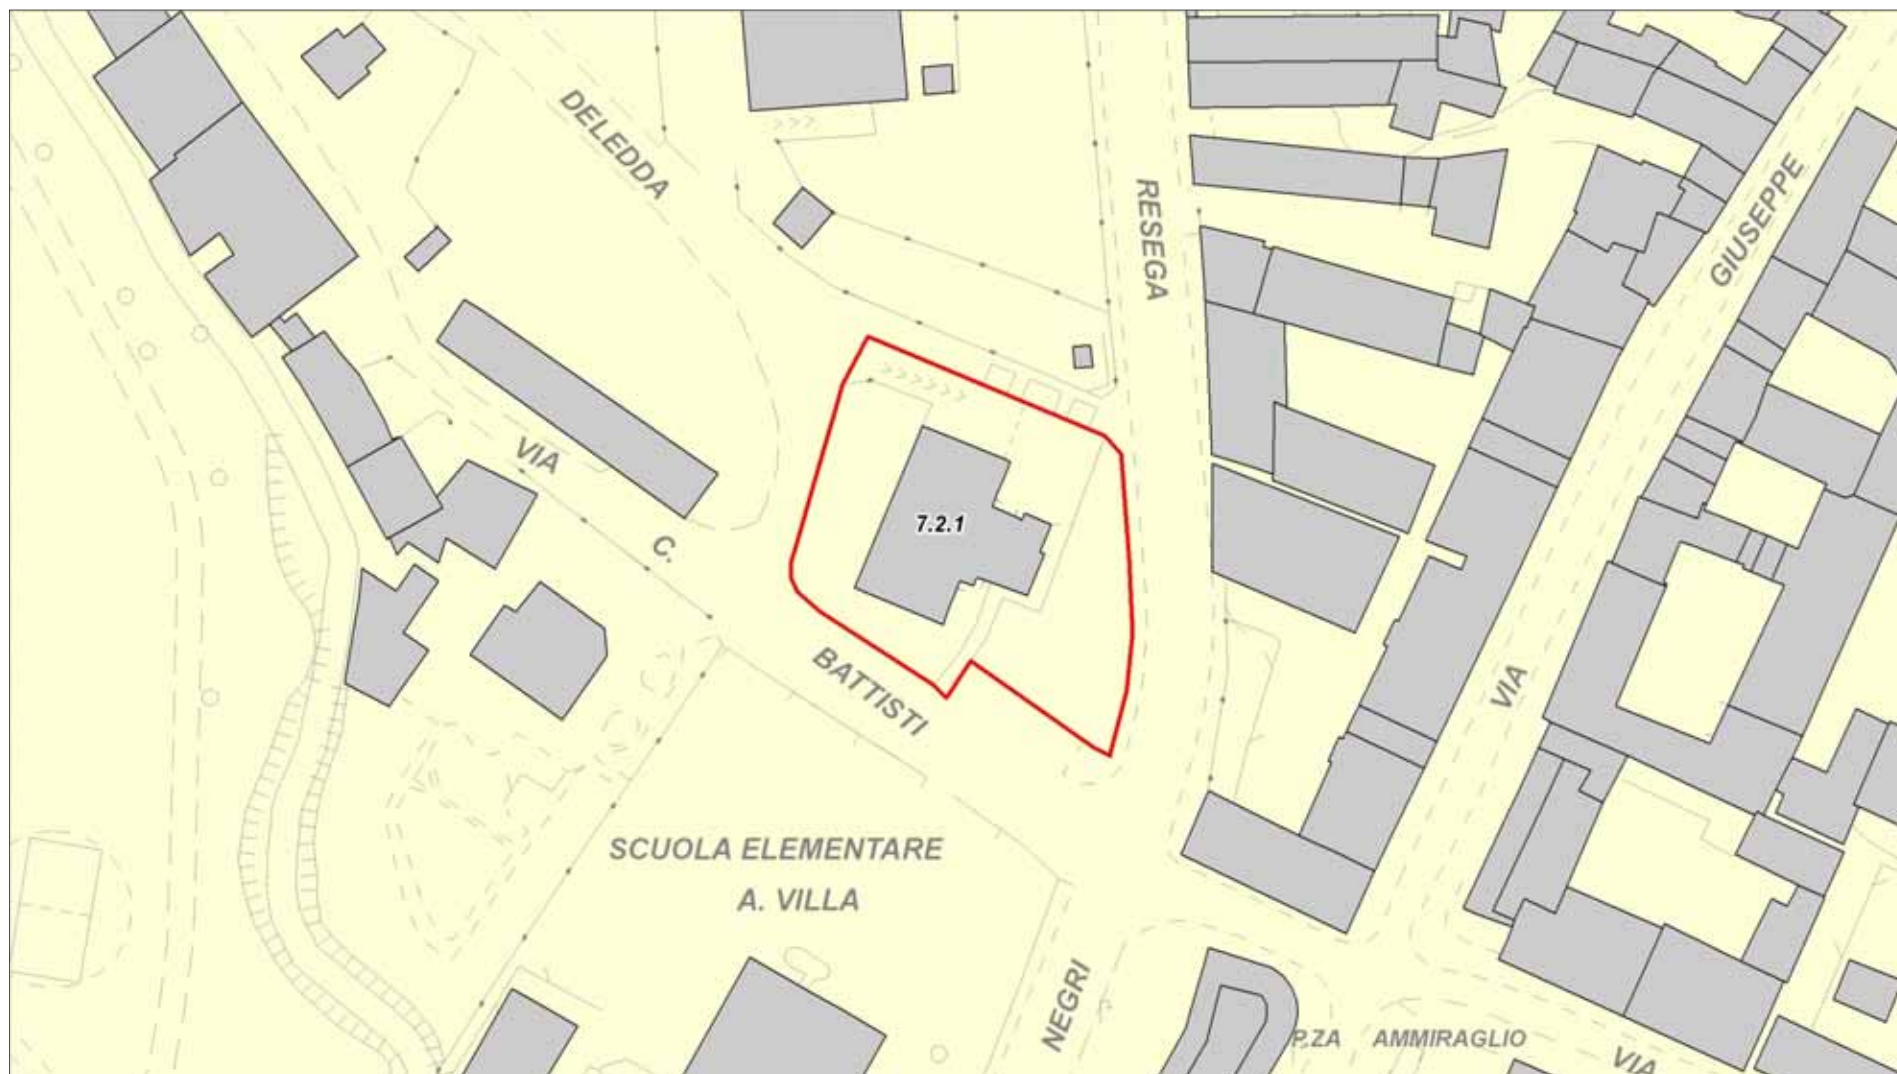 DELEDDA
RESEGA
GIUSEPPE
VIA
C.
BATTISTI
7.2.1
VIA
SCUOLA ELEMENTARE
A. VILLA
NEGRI
P.ZA AMMIRAGLIO
VIA